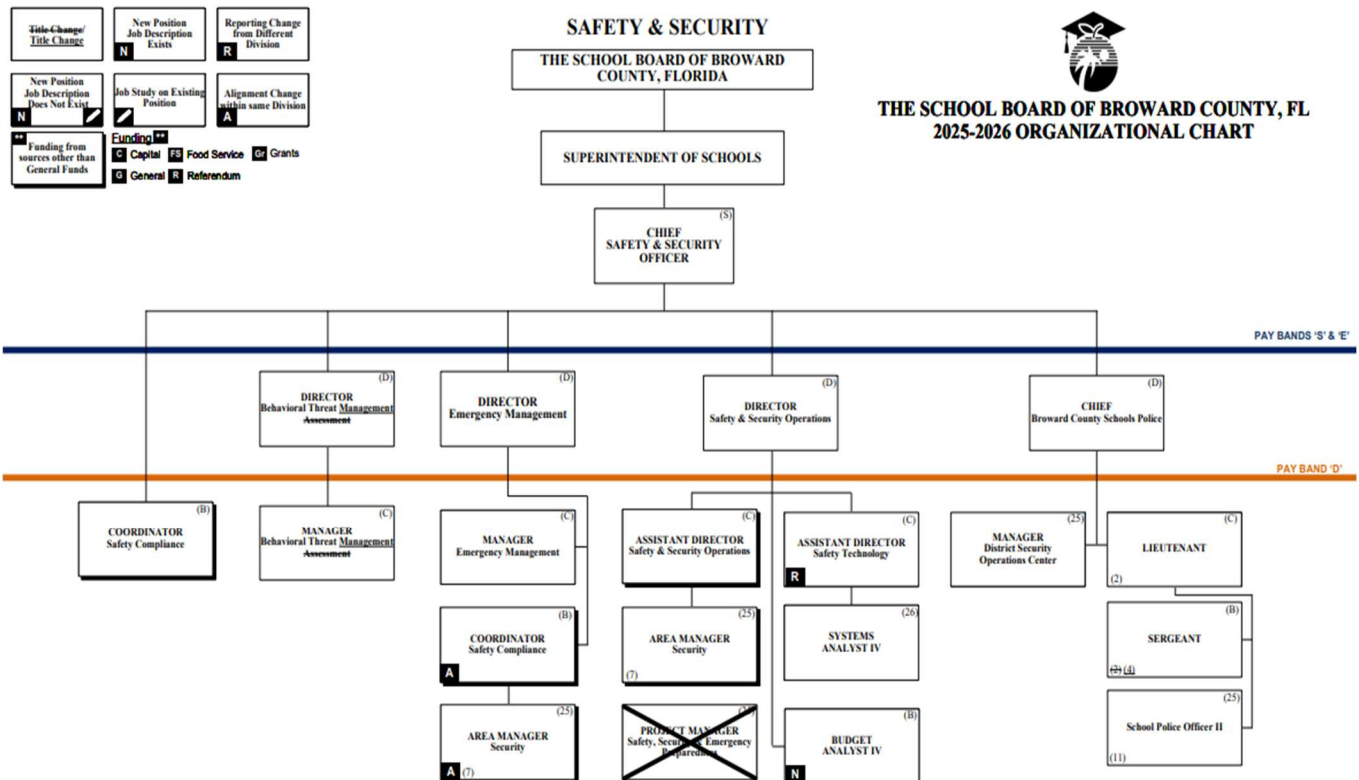 Title Change/
Title Change
New Position
Job Description
Exists
N
Reporting Change
from Different
Division
R
New Position
Job Description
Does Not Exist
N
Job Study on Existing
Position
Alignment Change
within same Division
A
**
Funding from
sources other than
General Funds
Funding **
C Capital FS Food Service Gr Grants
G General R Referendum
SAFETY & SECURITY
THE SCHOOL BOARD OF BROWARD
COUNTY, FLORIDA
SUPERINTENDENT OF SCHOOLS
THE SCHOOL BOARD OF BROWARD COUNTY, FL
2025-2026 ORGANIZATIONAL CHART
(S)
CHIEF
SAFETY & SECURITY
OFFICER
PAY BANDS 'S' & 'E'
(D)
DIRECTOR
Behavioral Threat Management
Assessment
(D)
DIRECTOR
Emergency Management
(D)
DIRECTOR
Safety & Security Operations
(D)
CHIEF
Broward County Schools Police
PAY BAND 'D'
(B)
COORDINATOR
Safety Compliance
(C)
MANAGER
Behavioral Threat Management
Assessment
(C)
MANAGER
Emergency Management
(C)
ASSISTANT DIRECTOR
Safety & Security Operations
(C)
ASSISTANT DIRECTOR
Safety Technology
R
(25)
MANAGER
District Security
Operations Center
(C)
LIEUTENANT
(2)
(B)
COORDINATOR
Safety Compliance
A
(25)
AREA MANAGER
Security
(7)
(26)
SYSTEMS
ANALYST IV
(B)
SERGEANT
(2) (4)
(25)
AREA MANAGER
Security
A (7)
PROJECT MANAGER
Safety, Security & Emergency
Preparedness
(B)
BUDGET
ANALYST IV
N
(25)
School Police Officer II
(11)